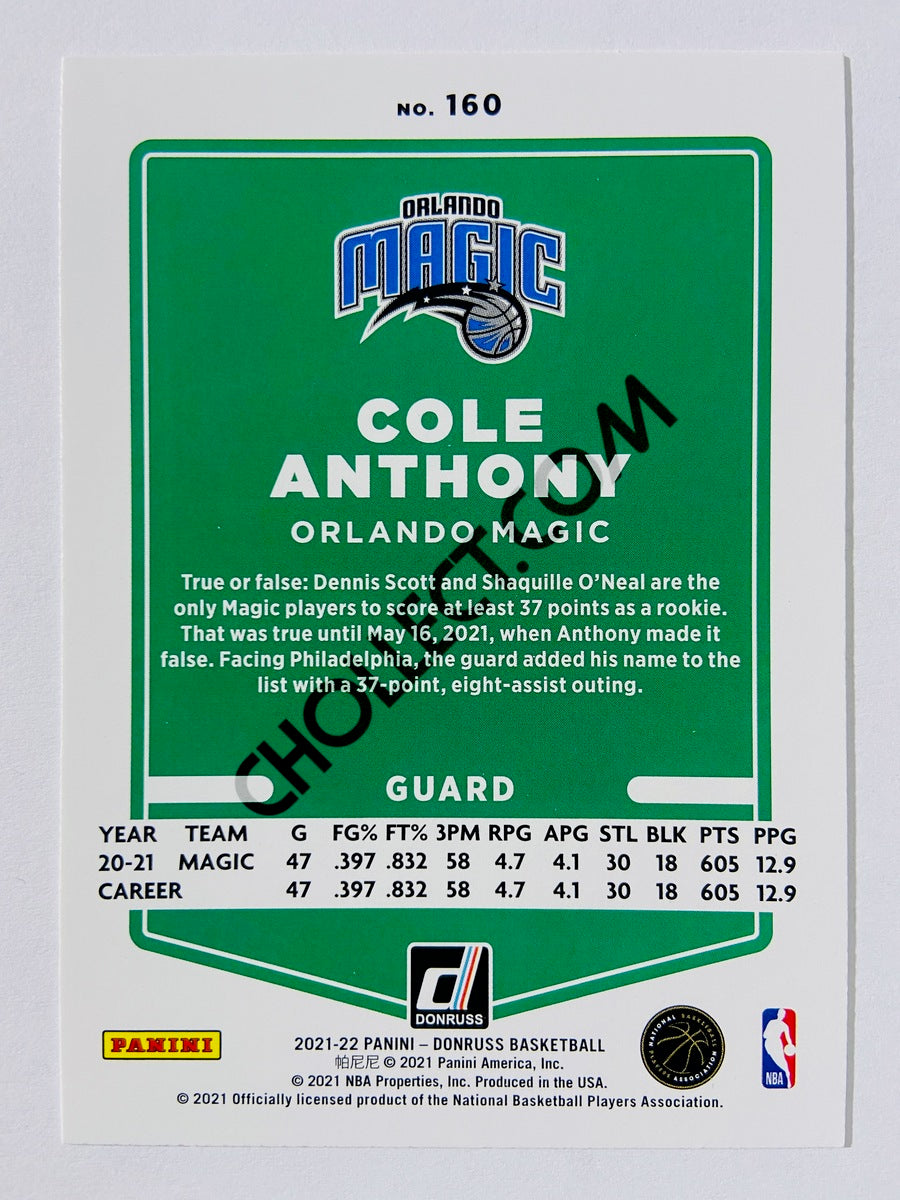 NO. 160
ORLANDO
MAGIC
COLE
ANTHONY
ORLANDO MAGIC
True or false: Dennis Scott and Shaquille O'Neal are the
only Magic players to score at least 37 points as a rookie.
That was true until May 16, 2021, when Anthony made it
false. Facing Philadelphia, the guard added his name to the
list with a 37-point, eight-assist outing.
CHOLLECT.COM
GUARD
YEAR TEAM G FG% FT% 3PM RPG APG STL BLK PTS PPG
20-21 MAGIC 47 .397 .832 58 4.7 4.1 30 18 605 12.9
CAREER 47 .397 .832 58 4.7 4.1 30 18 605 12.9
d
DONRUSS
PANINI
2021-22 PANINI – DONRUSS BASKETBALL
帕尼尼 © 2021 Panini America, Inc.
© 2021 NBA Properties, Inc. Produced in the USA.
© 2021 Officially licensed product of the National Basketball Players Association.
NATIONAL BASKETBALL
PLAYERS ASSOCIATION
NBA